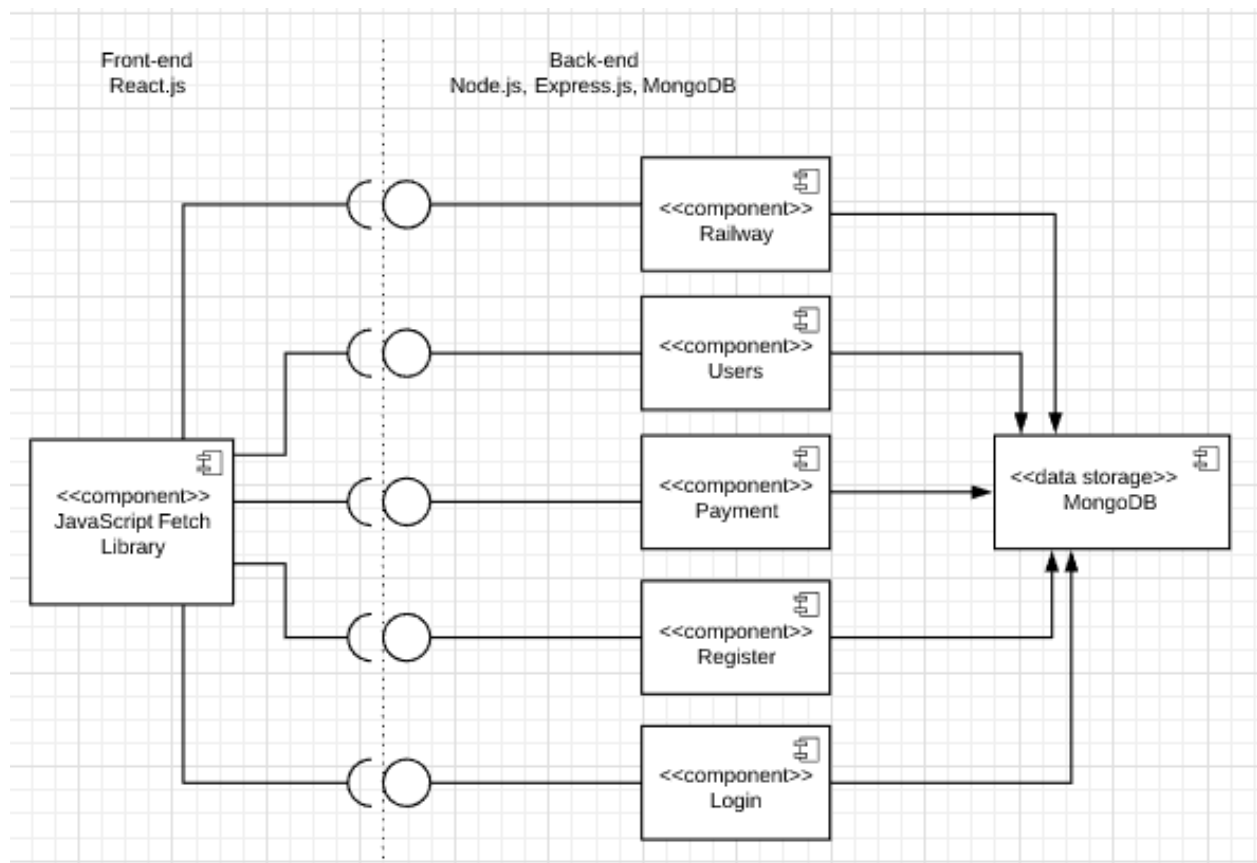 Front-end
React.js
Back-end
Node.js, Express.js, MongoDB
<<component>>
Railway
<<component>>
Users
<<component>>
JavaScript Fetch
Library
<<component>>
Payment
<<data storage>>
MongoDB
<<component>>
Register
<<component>>
Login